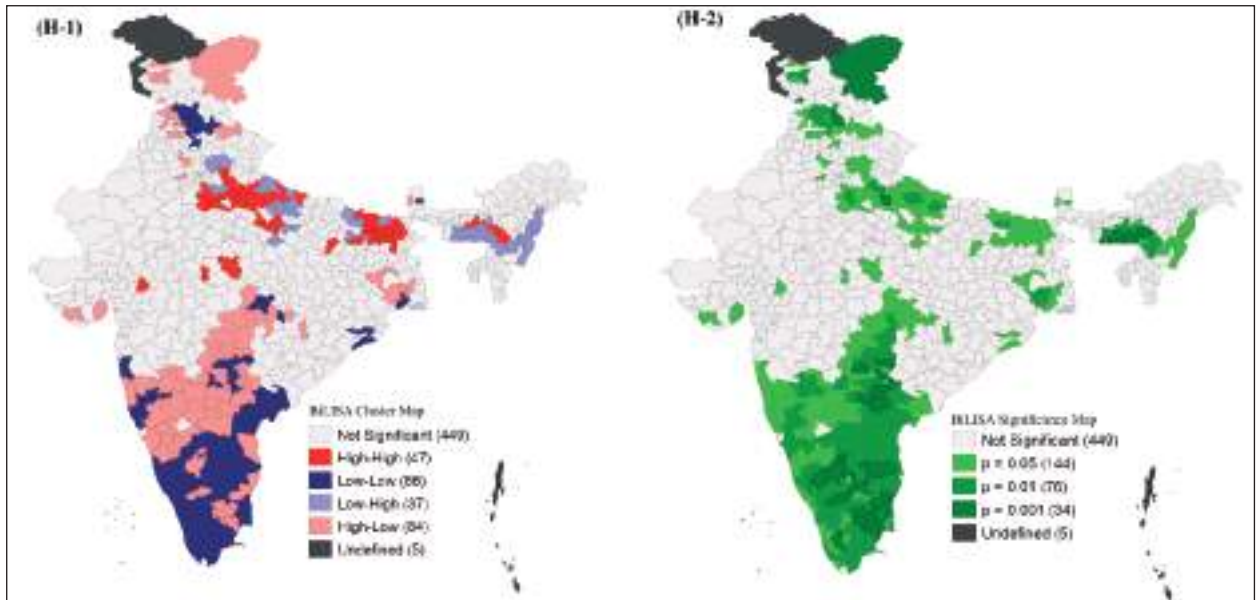 (H-1)
BiLISA Cluster Map
Not Significant (449)
High-High (47)
Low-Low (86)
Low-High (37)
High-Low (84)
Undefined (5)
(H-2)
BiLISA Significance Map
Not Significant (449)
p = 0.05 (144)
p = 0.01 (76)
p = 0.001 (34)
Undefined (5)